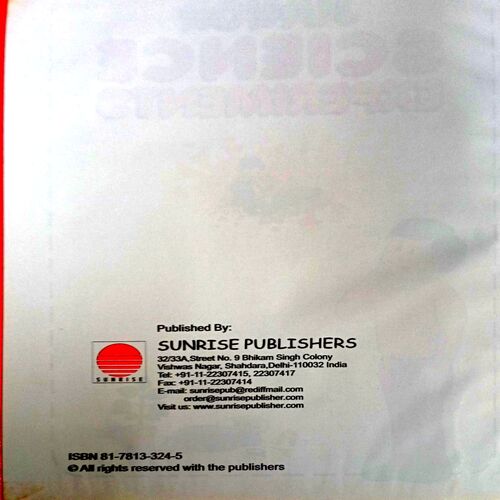 SCIENCE
EXPERIMENTS
Published By:
SUNRISE PUBLISHERS
32/33A,Street No. 9 Bhikam Singh Colony
Vishwas Nagar, Shahdara,Delhi-110032 India
Tel: +91-11-22307415, 22307417
Fax: +91-11-22307414
E-mail: sunrisepub@rediffmail.com
order@sunrisepublisher.com
Visit us: www.sunrisepublisher.com
SUNRISE
ISBN 81-7813-324-5
© All rights reserved with the publishers